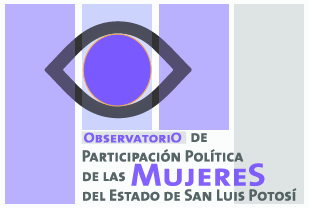 ObservatoriO de
Participación Política
de las MujereS
del Estado de San Luis Potosí